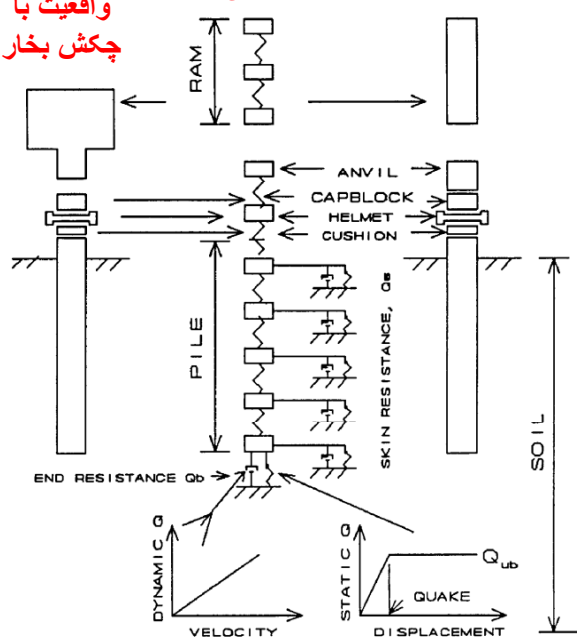 واقعیت با
چکش بخار
RAM
ANVIL
CAPBLOCK
HELMET
CUSHION
PILE
SKIN RESISTANCE, Qs
SOIL
END RESISTANCE Qb
DYNAMIC Q
VELOCITY
STATIC Q
Qub
QUAKE
DISPLACEMENT